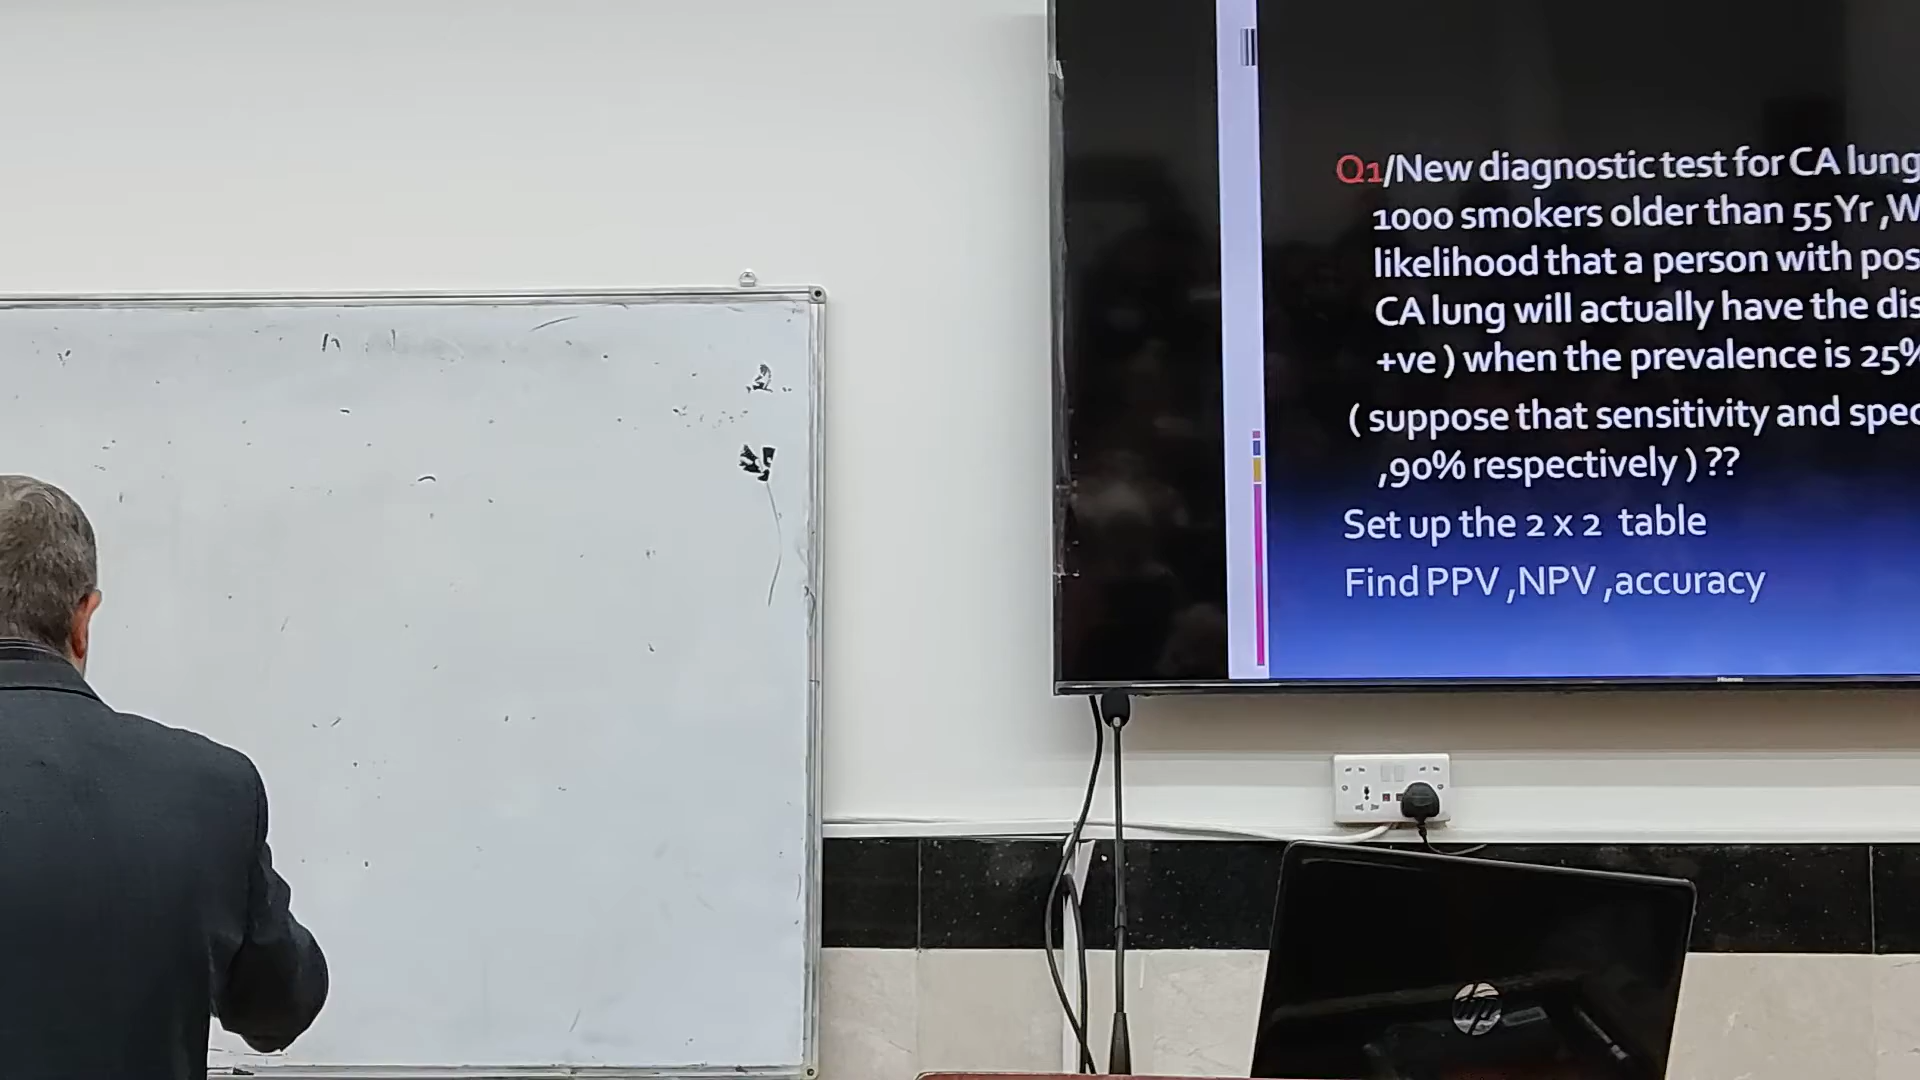 Q1/New diagnostic test for CA lung
1000 smokers older than 55 Yr ,W
likelihood that a person with pos
CA lung will actually have the dis
+ve ) when the prevalence is 25%
( suppose that sensitivity and spec
,90% respectively ) ??
Set up the 2 x 2 table
Find PPV ,NPV ,accuracy
Hisense
hp